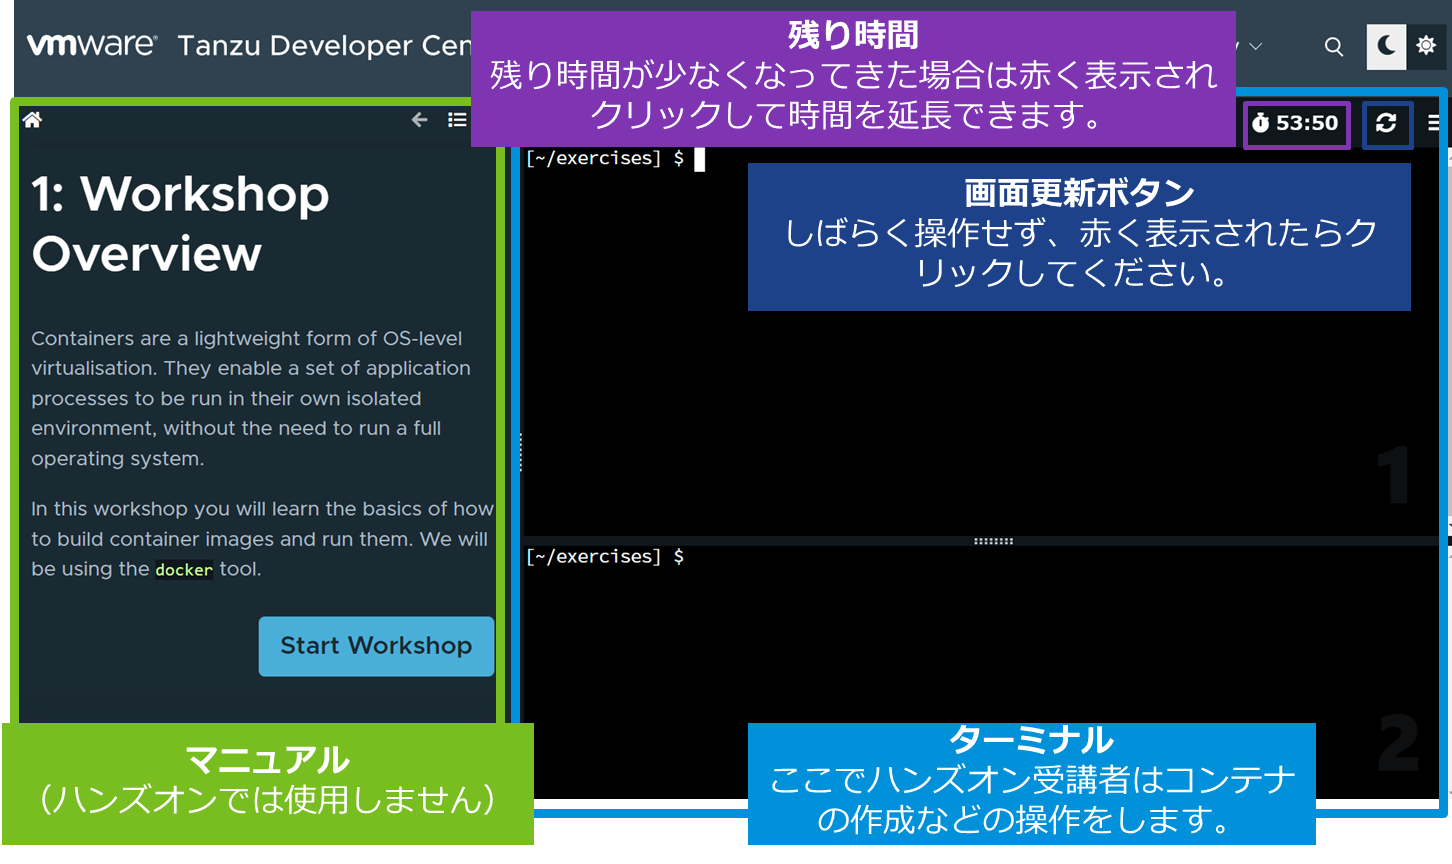 vmware Tanzu Developer Cen
残り時間
残り時間が少なくなってきた場合は赤く表示され
クリックして時間を延長できます。
53:50
1: Workshop
Overview
Containers are a lightweight form of OS-level
virtualisation. They enable a set of application
processes to be run in their own isolated
environment, without the need to run a full
operating system.
In this workshop you will learn the basics of how
to build container images and run them. We will
be using the docker tool.
Start Workshop
マニュアル
（ハンズオンでは使用しません）
[~/exercises] $
画面更新ボタン
しばらく操作せず、赤く表示されたらク
リックしてください。
1
[~/exercises] $
2
ターミナル
ここでハンズオン受講者はコンテナ
の作成などの操作をします。